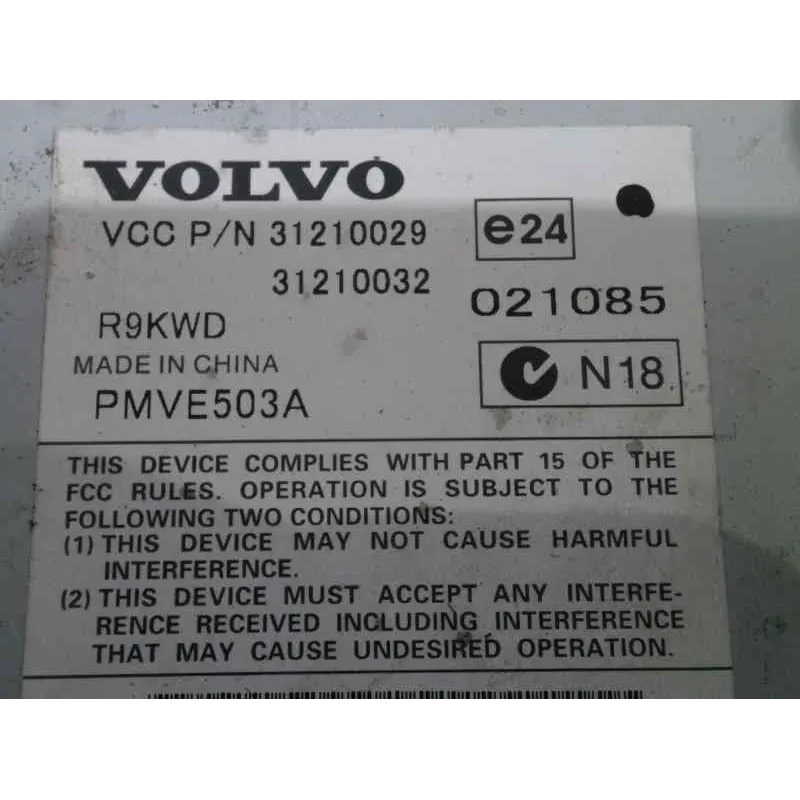 VOLVO
VCC P/N 31210029
31210032
e24
021085
R9KWD
MADE IN CHINA
N18
PMVE503A
THIS DEVICE COMPLIES WITH PART 15 OF THE
FCC RULES. OPERATION IS SUBJECT TO THE
FOLLOWING TWO CONDITIONS:
(1) THIS DEVICE MAY NOT CAUSE HARMFUL
INTERFERENCE.
(2) THIS DEVICE MUST ACCEPT ANY INTERFE-
RENCE RECEIVED INCLUDING INTERFERENCE
THAT MAY CAUSE UNDESIRED OPERATION.